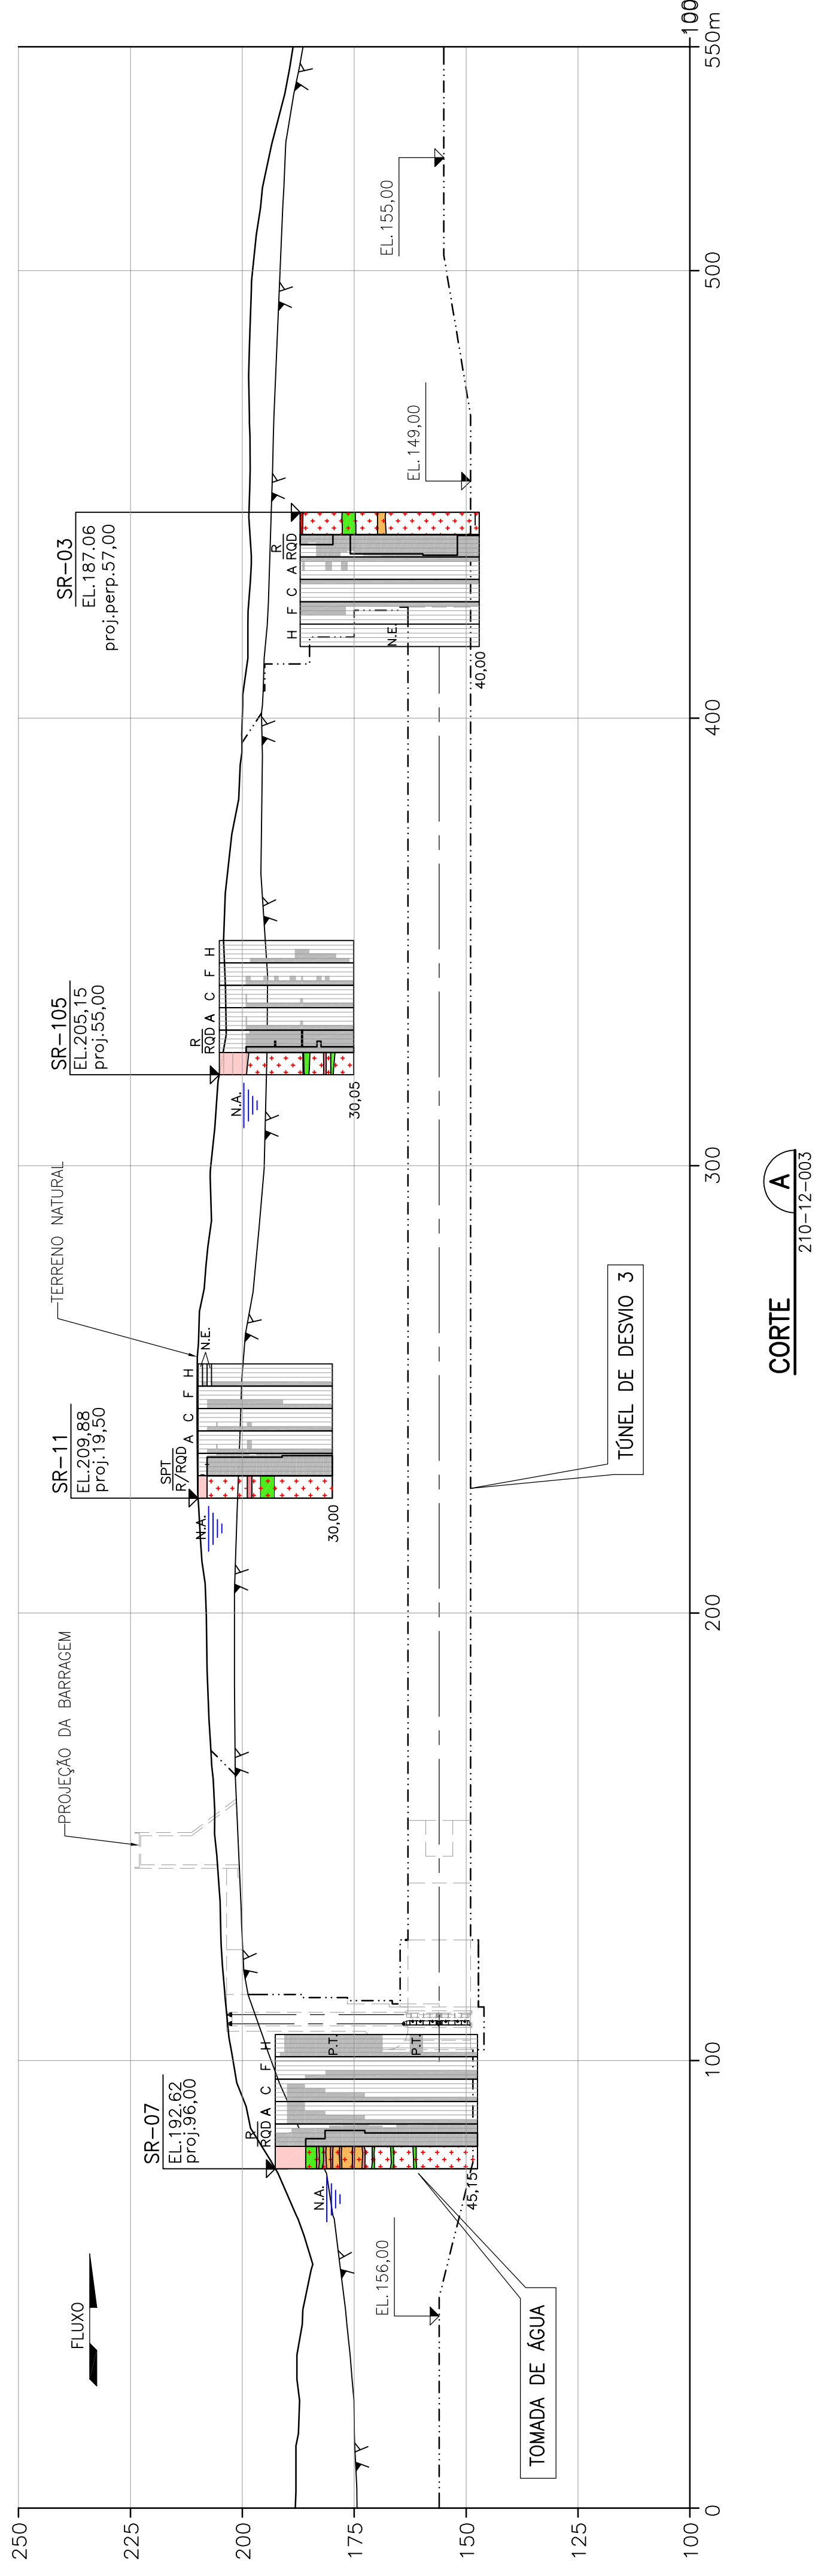 FLUXO
SR-07
EL.192.62
proj.96,00
R
RQD
A
C
F
H
P.T.
P.T.
N.A.
45,15
EL.156,00
TOMADA DE ÁGUA
PROJEÇÃO DA BARRAGEM
SR-11
EL.209,88
proj.19,50
SPT
R/RQD
A
C
F
H
N.E.
N.A.
30,00
TERRENO NATURAL
TÚNEL DE DESVIO 3
SR-105
EL.205,15
proj.55,00
R
RQD
A
C
F
H
N.A.
30,05
SR-03
EL.187.06
proj.perp.57,00
H
F
C
A
R
RQD
N.E.
40,00
EL.149,00
EL.155,00
250
225
200
175
150
125
100
0
100
200
300
400
500
550m
100
CORTE
A
210-12-003